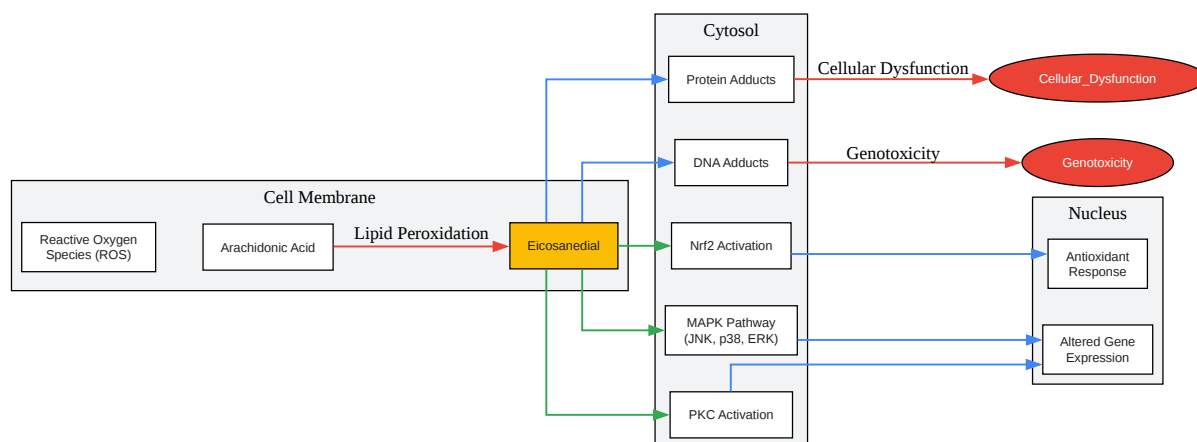 Cytosol
Protein Adducts
Cellular Dysfunction
Cellular_Dysfunction
DNA Adducts
Genotoxicity
Genotoxicity
Cell Membrane
Reactive Oxygen
Species (ROS)
Arachidonic Acid
Lipid Peroxidation
Eicosanedial
Nrf2 Activation
Nucleus
Antioxidant
Response
MAPK Pathway
(JNK, p38, ERK)
Altered Gene
Expression
PKC Activation